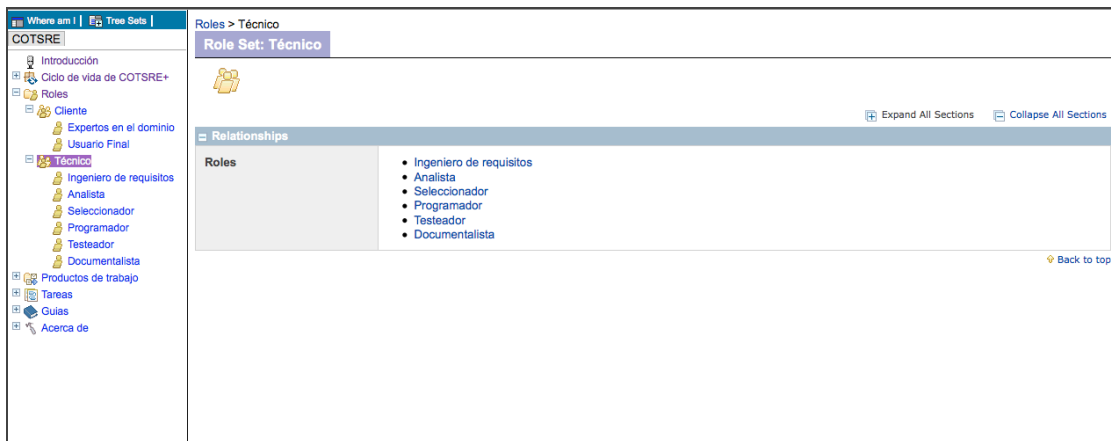 Where am I | Tree Sets |
COTSRE
Introducción
Ciclo de vida de COTSRE+
Roles
Cliente
Expertos en el dominio
Usuario Final
Técnico
Ingeniero de requisitos
Analista
Seleccionador
Programador
Testeador
Documentalista
Productos de trabajo
Tareas
Guias
Acerca de
Roles > Técnico
Role Set: Técnico
Expand All Sections Collapse All Sections
Relationships
Roles
• Ingeniero de requisitos
• Analista
• Seleccionador
• Programador
• Testeador
• Documentalista
Back to top